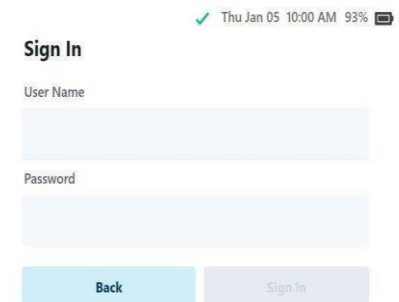 Thu Jan 05 10:00 AM 93%
Sign In
User Name
Password
Back Sign In